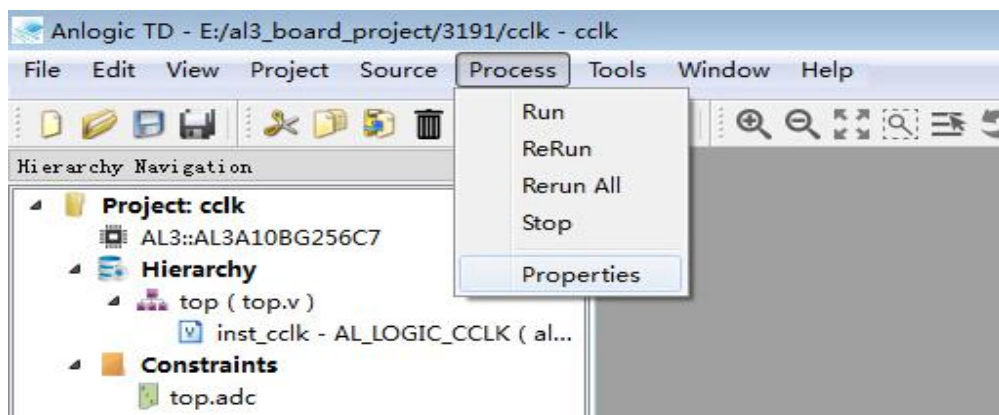 Anlogic TD - E:/al3_board_project/3191/cclk - cclk
File Edit View Project Source Process Tools Window Help
Run
ReRun
Rerun All
Stop
Properties
Hierarchy Navigation
Project: cclk
AL3::AL3A10BG256C7
Hierarchy
top ( top.v )
inst_cclk - AL_LOGIC_CCLK ( al...
Constraints
top.adc